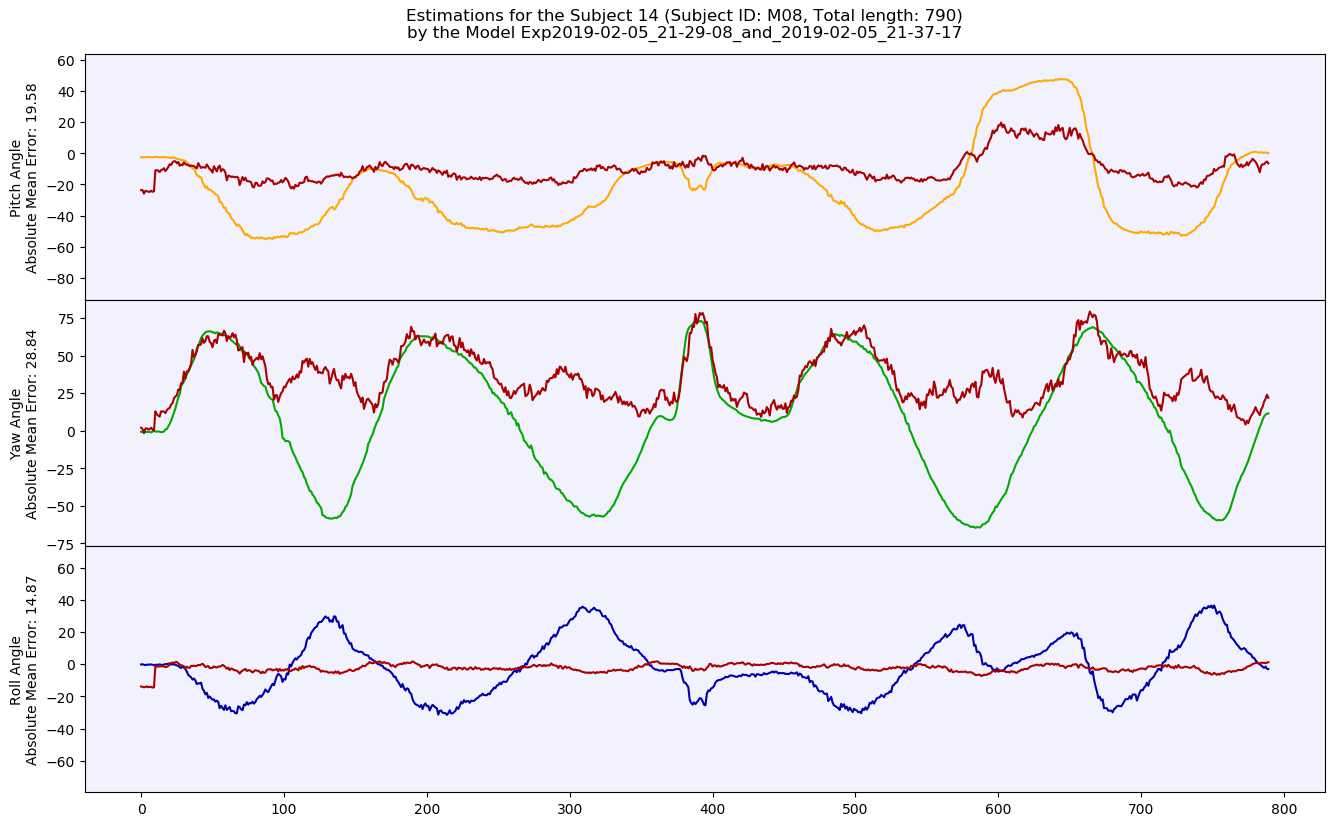 Estimations for the Subject 14 (Subject ID: M08, Total length: 790)
by the Model Exp2019-02-05_21-29-08_and_2019-02-05_21-37-17
Pitch Angle
Absolute Mean Error: 19.58
60
40
20
0
−20
−40
−60
−80
Yaw Angle
Absolute Mean Error: 28.84
75
50
25
0
−25
−50
−75
Roll Angle
Absolute Mean Error: 14.87
60
40
20
0
−20
−40
−60
0 100 200 300 400 500 600 700 800